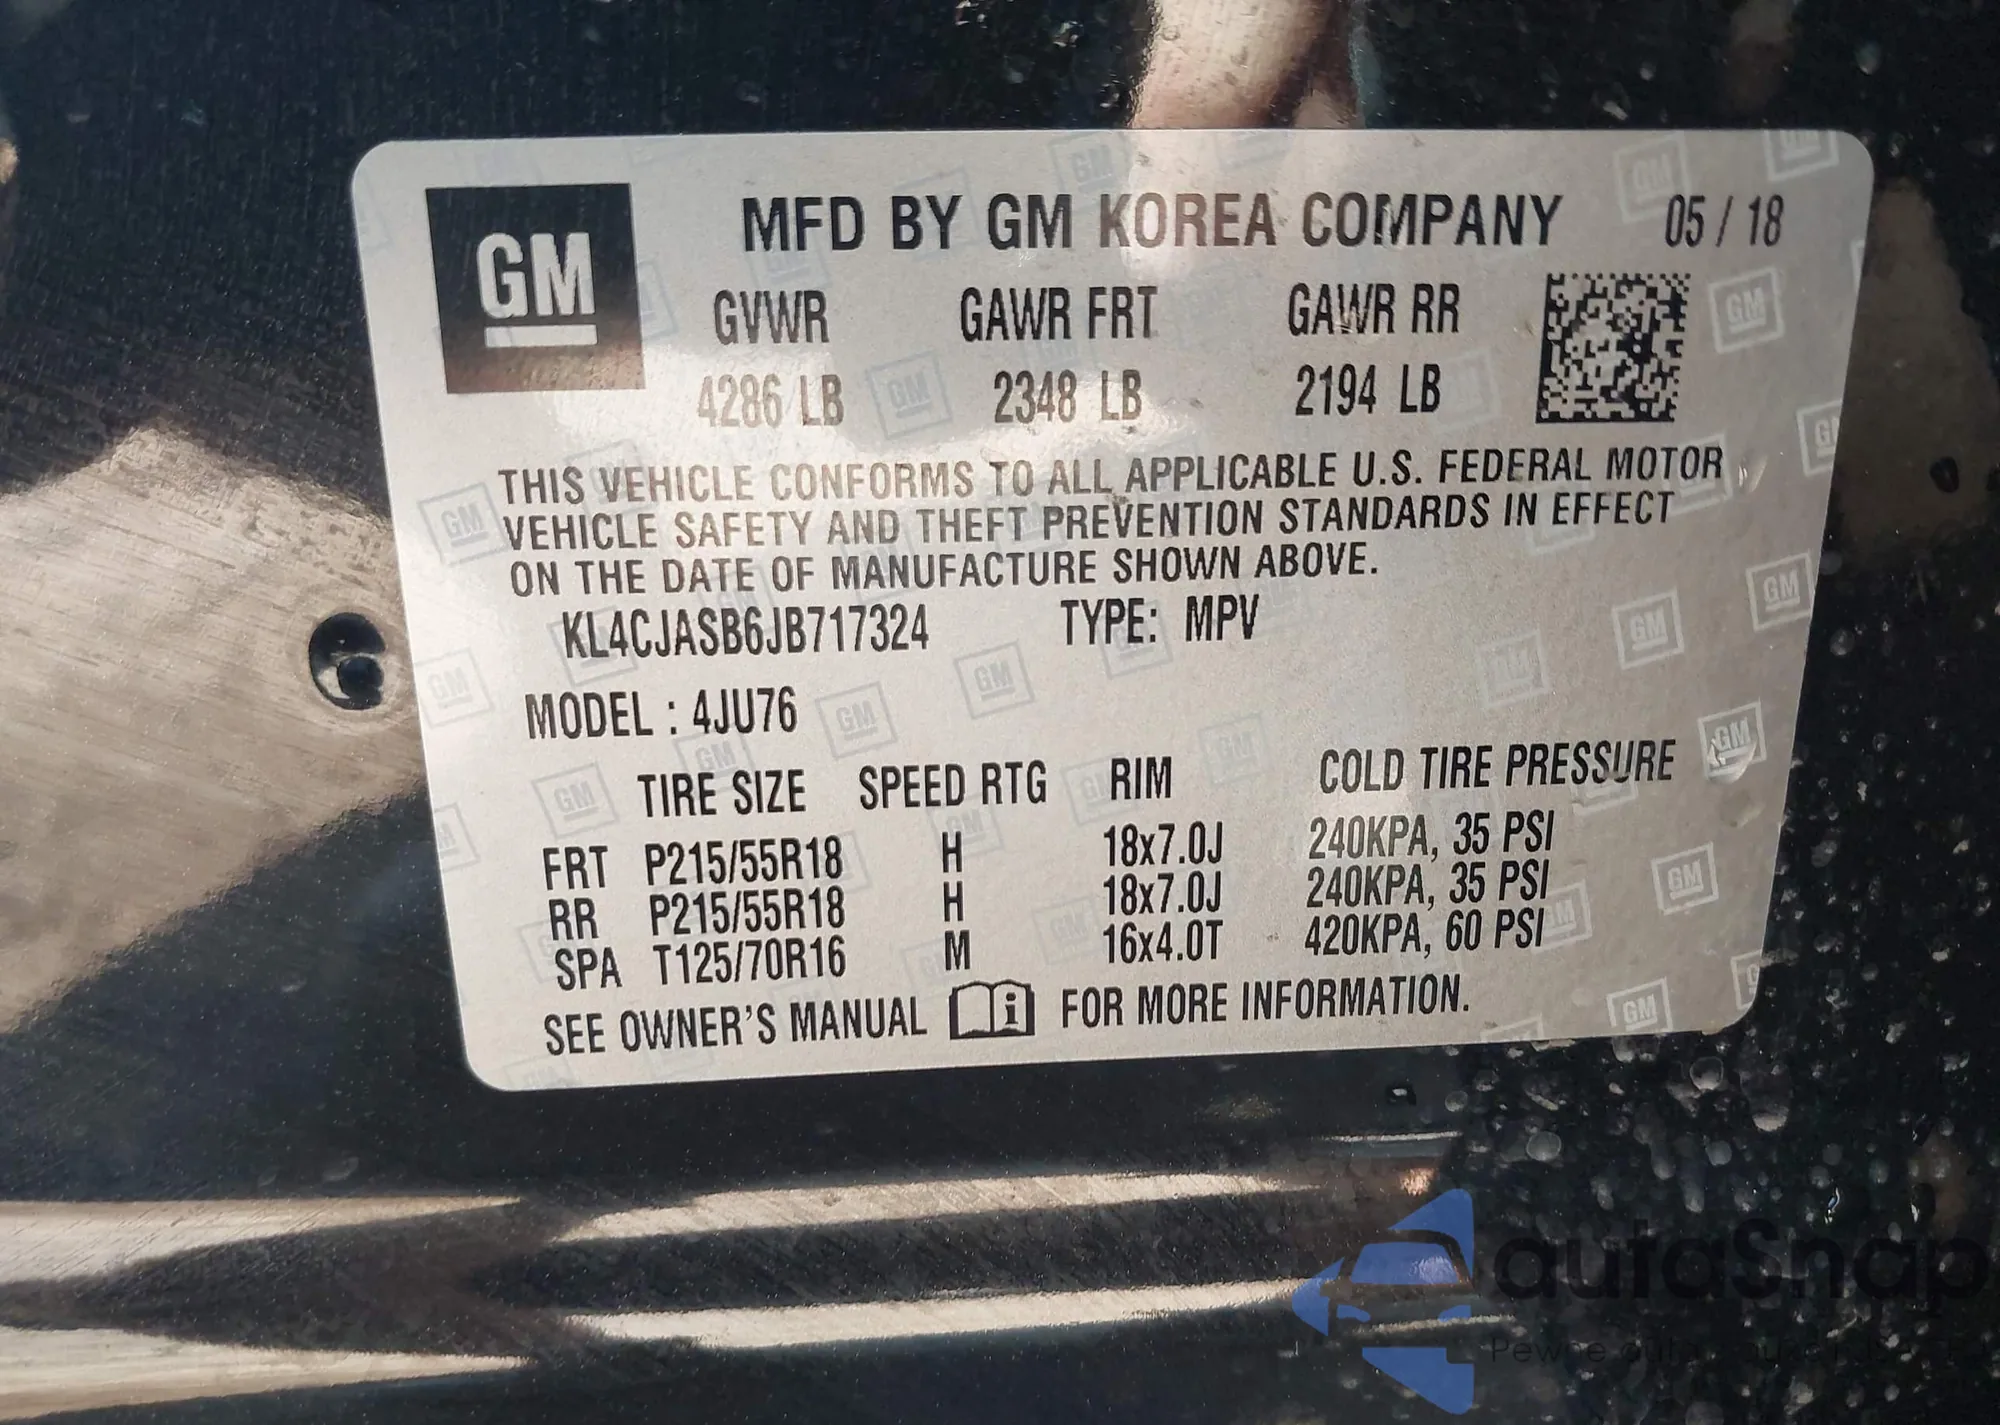 GM
MFD BY GM KOREA COMPANY 05 / 18
GVWR GAWR FRT GAWR RR
4286 LB 2348 LB 2194 LB
THIS VEHICLE CONFORMS TO ALL APPLICABLE U.S. FEDERAL MOTOR
VEHICLE SAFETY AND THEFT PREVENTION STANDARDS IN EFFECT
ON THE DATE OF MANUFACTURE SHOWN ABOVE.
KL4CJASB6JB717324 TYPE: MPV
MODEL : 4JU76
TIRE SIZE SPEED RTG RIM COLD TIRE PRESSURE
FRT P215/55R18 H 18x7.0J 240KPA, 35 PSI
RR P215/55R18 H 18x7.0J 240KPA, 35 PSI
SPA T125/70R16 M 16x4.0T 420KPA, 60 PSI
SEE OWNER'S MANUAL i FOR MORE INFORMATION.
autaSnap
Pewne auta